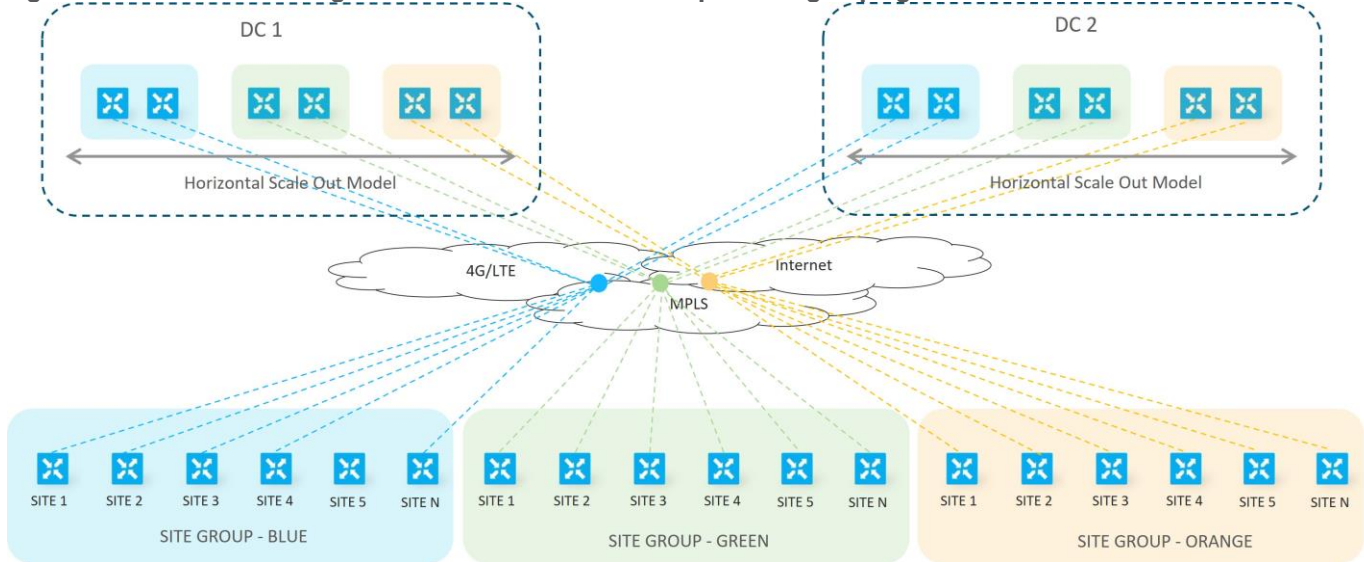 DC 1
DC 2
Horizontal Scale Out Model
Horizontal Scale Out Model
4G/LTE
Internet
MPLS
SITE 1 SITE 2 SITE 3 SITE 4 SITE 5 SITE N
SITE GROUP - BLUE
SITE 1 SITE 2 SITE 3 SITE 4 SITE 5 SITE N
SITE GROUP - GREEN
SITE 1 SITE 2 SITE 3 SITE 4 SITE 5 SITE N
SITE GROUP - ORANGE